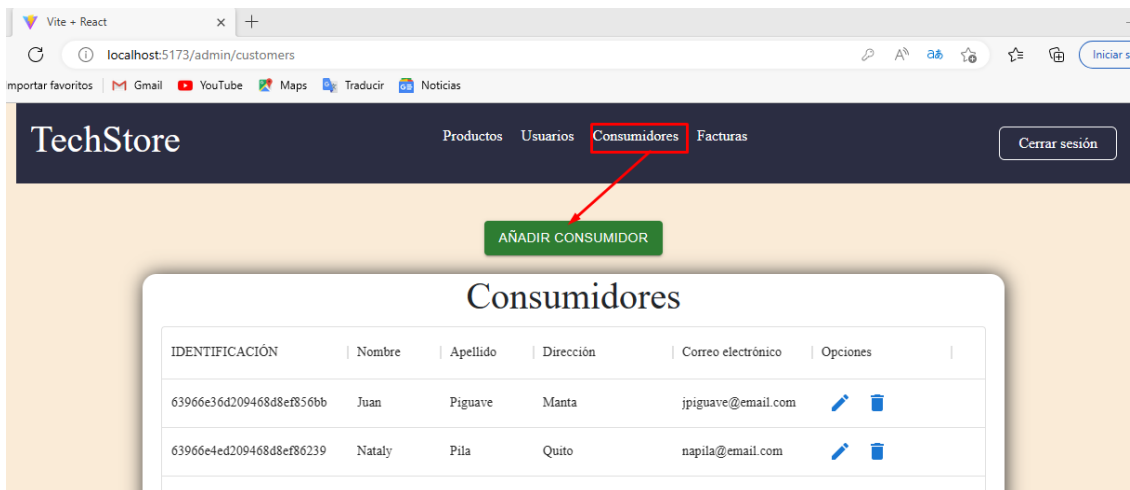 Vite + React
localhost:5173/admin/customers
Iniciar s
mportar favoritos Gmail YouTube Maps Traducir Noticias
TechStore Productos Usuarios Consumidores Facturas Cerrar sesión
AÑADIR CONSUMIDOR
Consumidores
IDENTIFICACIÓN Nombre Apellido Dirección Correo electrónico Opciones
63966e36d209468d8ef856bb Juan Piguave Manta jpiguave@email.com
63966e4ed209468d8ef86239 Nataly Pila Quito napila@email.com